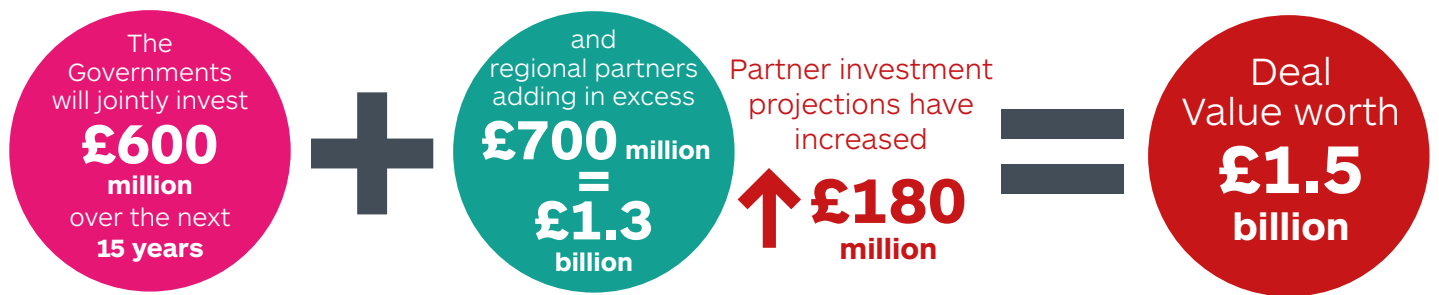 The
Governments
will jointly invest
£600
million
over the next
15 years
+
and
regional partners
adding in excess
£700 million
=
£1.3
billion
Partner investment
projections have
increased
£180
million
=
Deal
Value worth
£1.5
billion